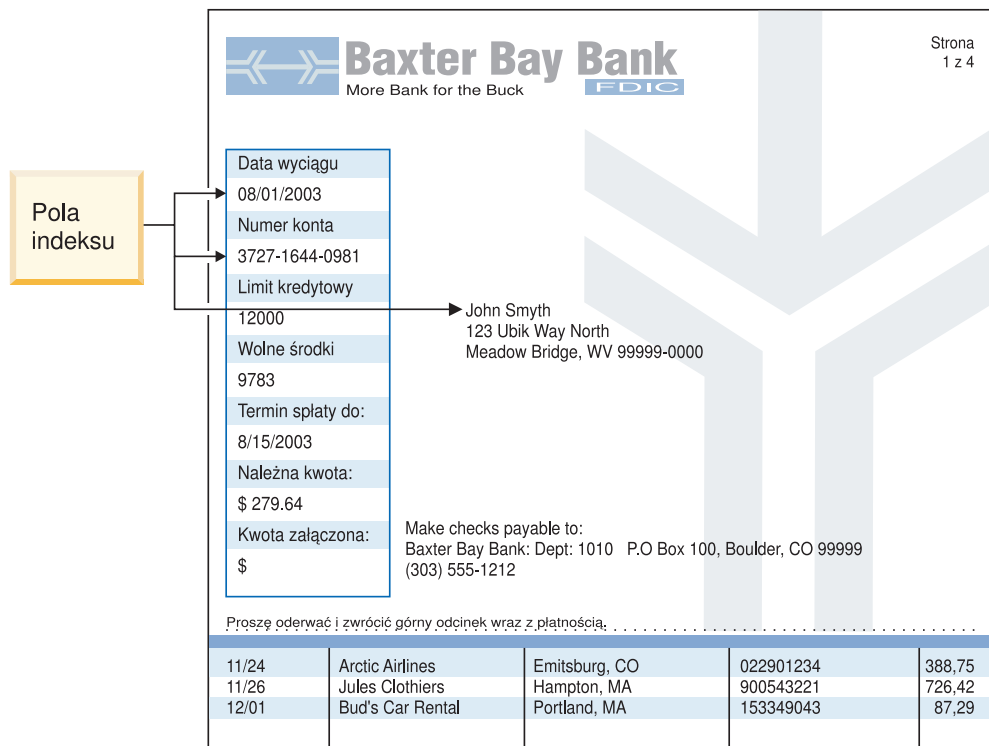 Baxter Bay Bank
More Bank for the Buck
FDIC
Strona
1 z 4
Pola
indeksu
Data wyciągu
08/01/2003
Numer konta
3727-1644-0981
Limit kredytowy
12000
Wolne środki
9783
Termin spłaty do:
8/15/2003
Należna kwota:
$ 279.64
Kwota załączona:
$
John Smyth
123 Ubik Way North
Meadow Bridge, WV 99999-0000
Make checks payable to:
Baxter Bay Bank: Dept: 1010 P.O Box 100, Boulder, CO 99999
(303) 555-1212
Proszę oderwać i zwrócić górny odcinek wraz z płatnością.
11/24 Arctic Airlines Emitsburg, CO 022901234 388,75
11/26 Jules Clothiers Hampton, MA 900543221 726,42
12/01 Bud's Car Rental Portland, MA 153349043 87,29